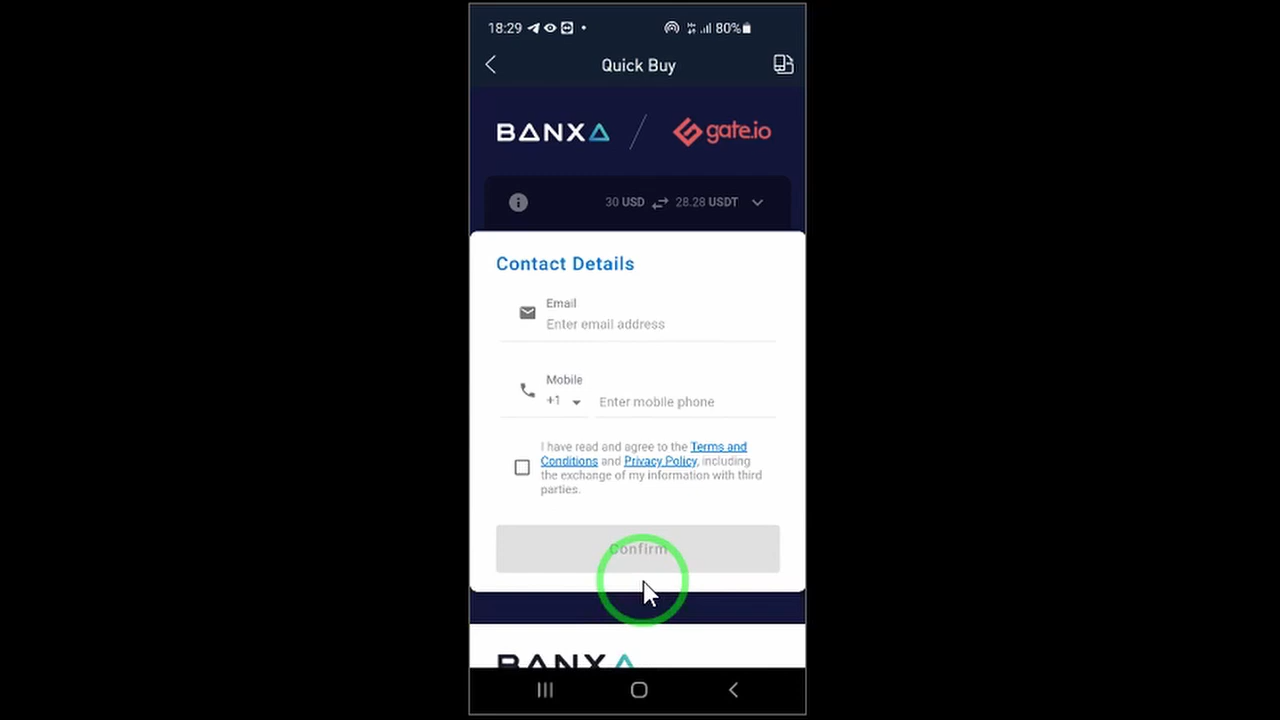 18:29 80%
Quick Buy
BANXA / gate.io
30 USD 28.28 USDT
Contact Details
Email
Enter email address
Mobile
+1 Enter mobile phone
I have read and agree to the Terms and
Conditions and Privacy Policy, including
the exchange of my information with third
parties.
Confirm
BANXA